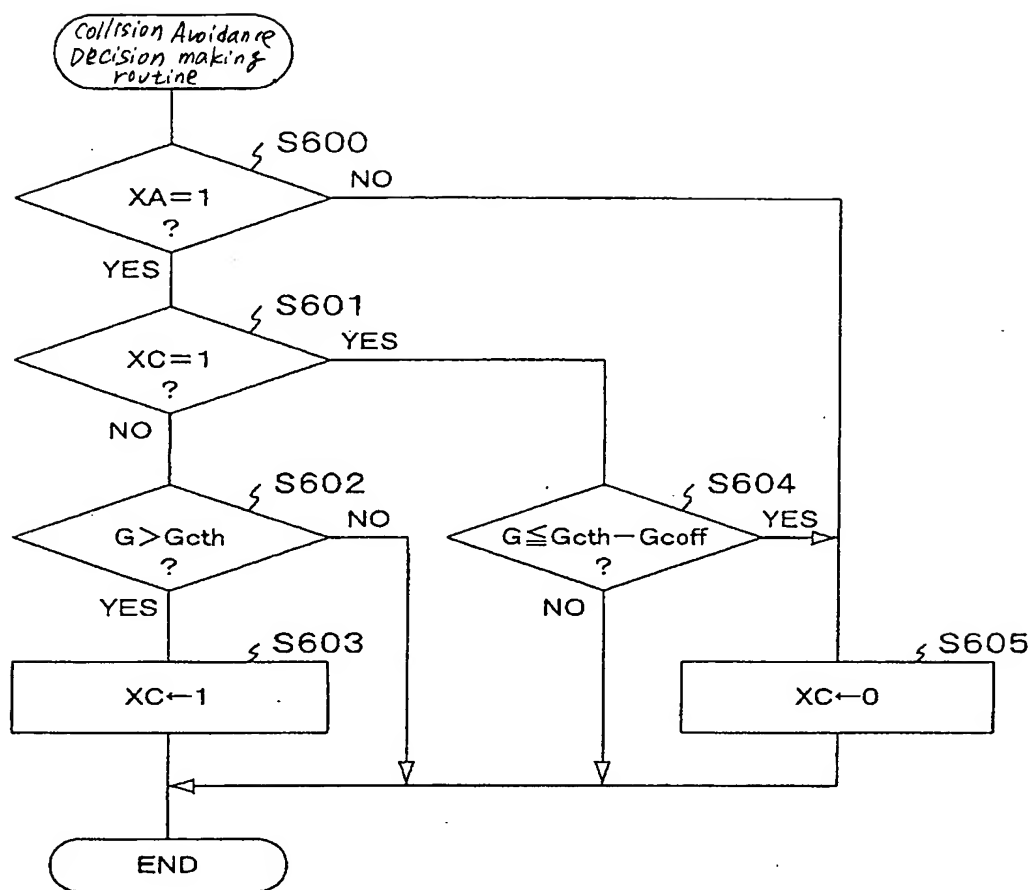 Collision Avoidance
Decision making
routine
S600
XA=1
?
NO
YES
S601
XC=1
?
YES
NO
S602
G>Gcth
?
NO
YES
S604
G≦Gcth−Gcoff
?
YES
NO
S603
XC←1
S605
XC←0
END